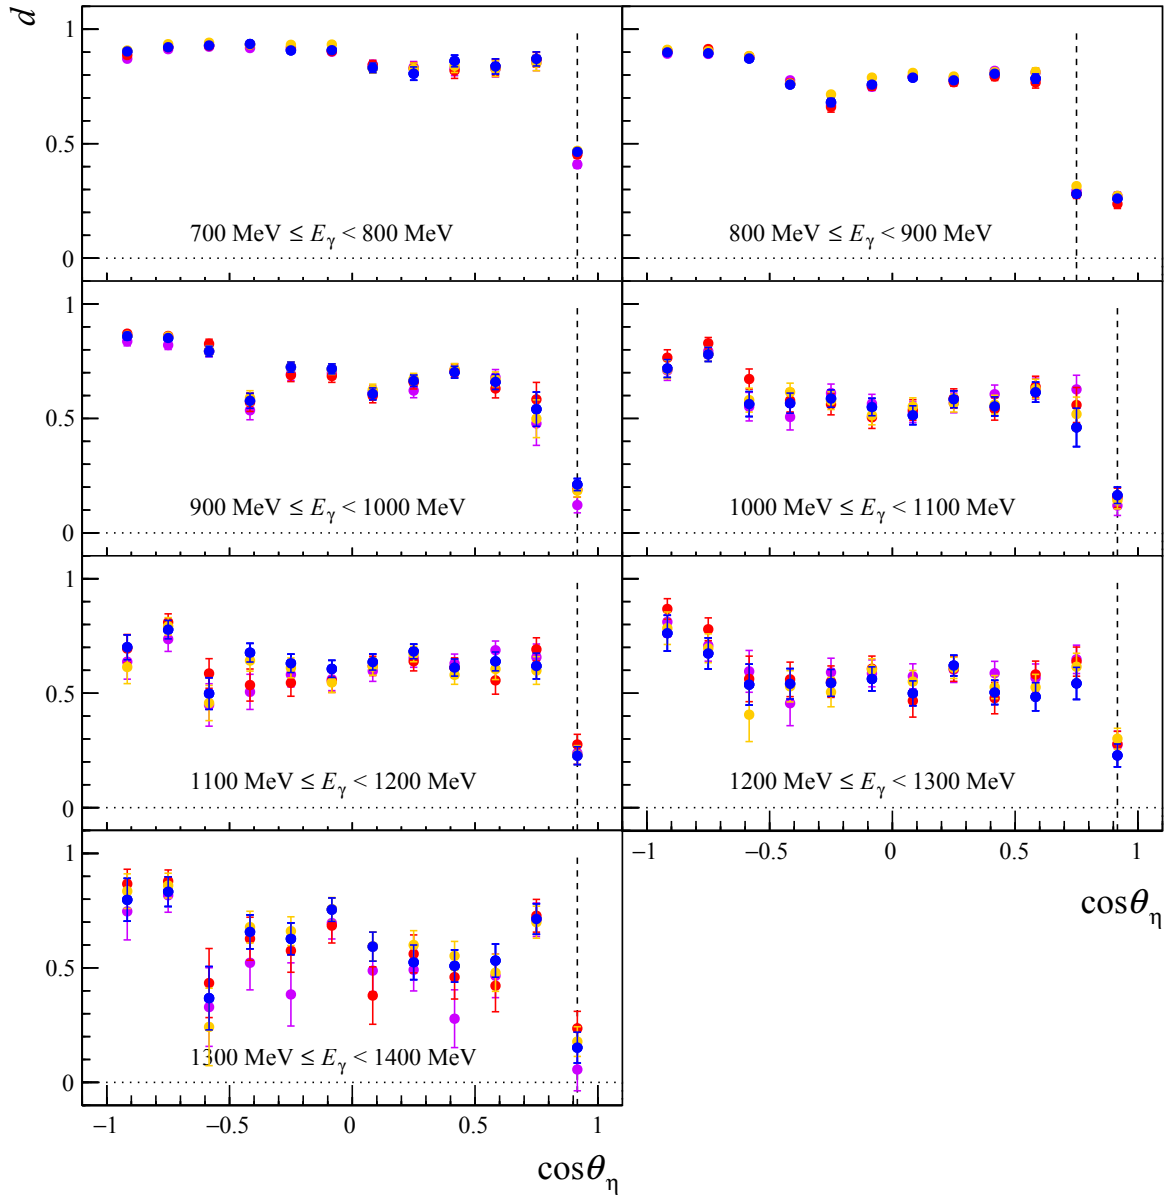 d
1
0.5
0
700 MeV ≤ Eγ < 800 MeV
800 MeV ≤ Eγ < 900 MeV
1
0.5
0
900 MeV ≤ Eγ < 1000 MeV
1000 MeV ≤ Eγ < 1100 MeV
1
0.5
0
1100 MeV ≤ Eγ < 1200 MeV
1200 MeV ≤ Eγ < 1300 MeV
−1 −0.5 0 0.5 1
cosθη
1
0.5
0
1300 MeV ≤ Eγ < 1400 MeV
−1 −0.5 0 0.5 1
cosθη